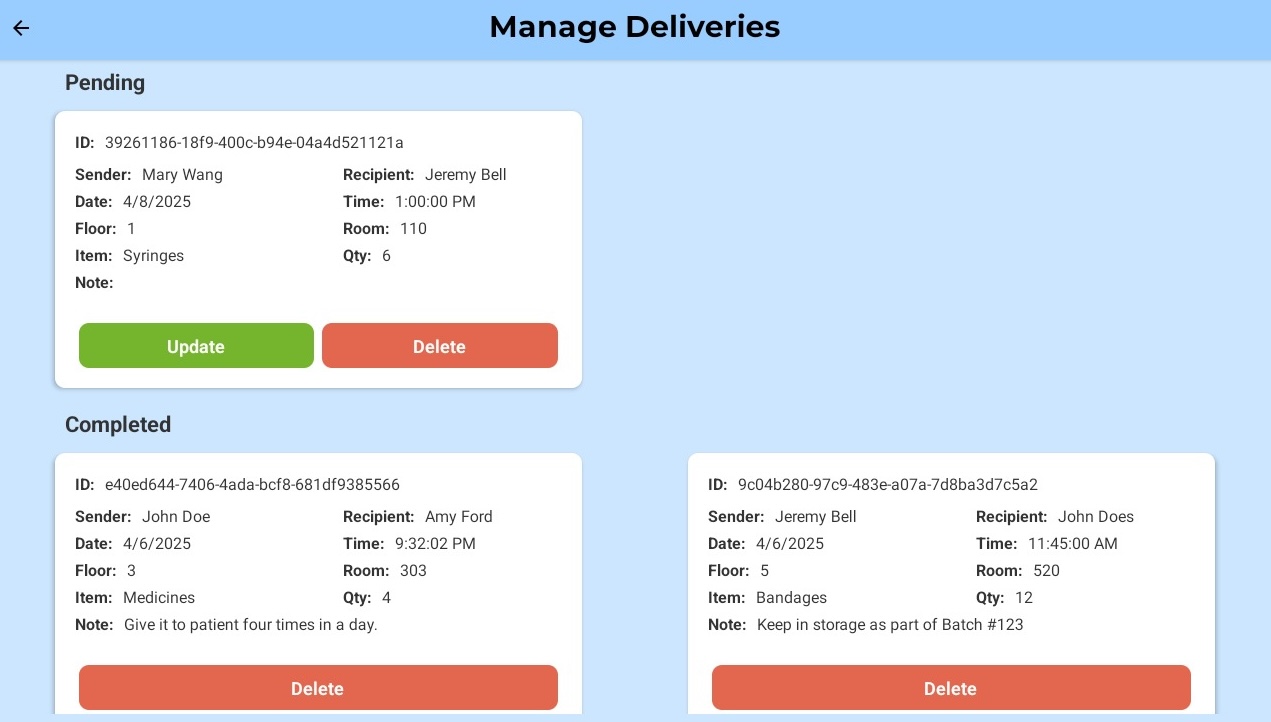 Manage Deliveries
Pending
ID: 39261186-18f9-400c-b94e-04a4d521121a
Sender: Mary Wang Recipient: Jeremy Bell
Date: 4/8/2025 Time: 1:00:00 PM
Floor: 1 Room: 110
Item: Syringes Qty: 6
Note:
Update Delete
Completed
ID: e40ed644-7406-4ada-bcf8-681df9385566
Sender: John Doe Recipient: Amy Ford
Date: 4/6/2025 Time: 9:32:02 PM
Floor: 3 Room: 303
Item: Medicines Qty: 4
Note: Give it to patient four times in a day.
Delete
ID: 9c04b280-97c9-483e-a07a-7d8ba3d7c5a2
Sender: Jeremy Bell Recipient: John Does
Date: 4/6/2025 Time: 11:45:00 AM
Floor: 5 Room: 520
Item: Bandages Qty: 12
Note: Keep in storage as part of Batch #123
Delete